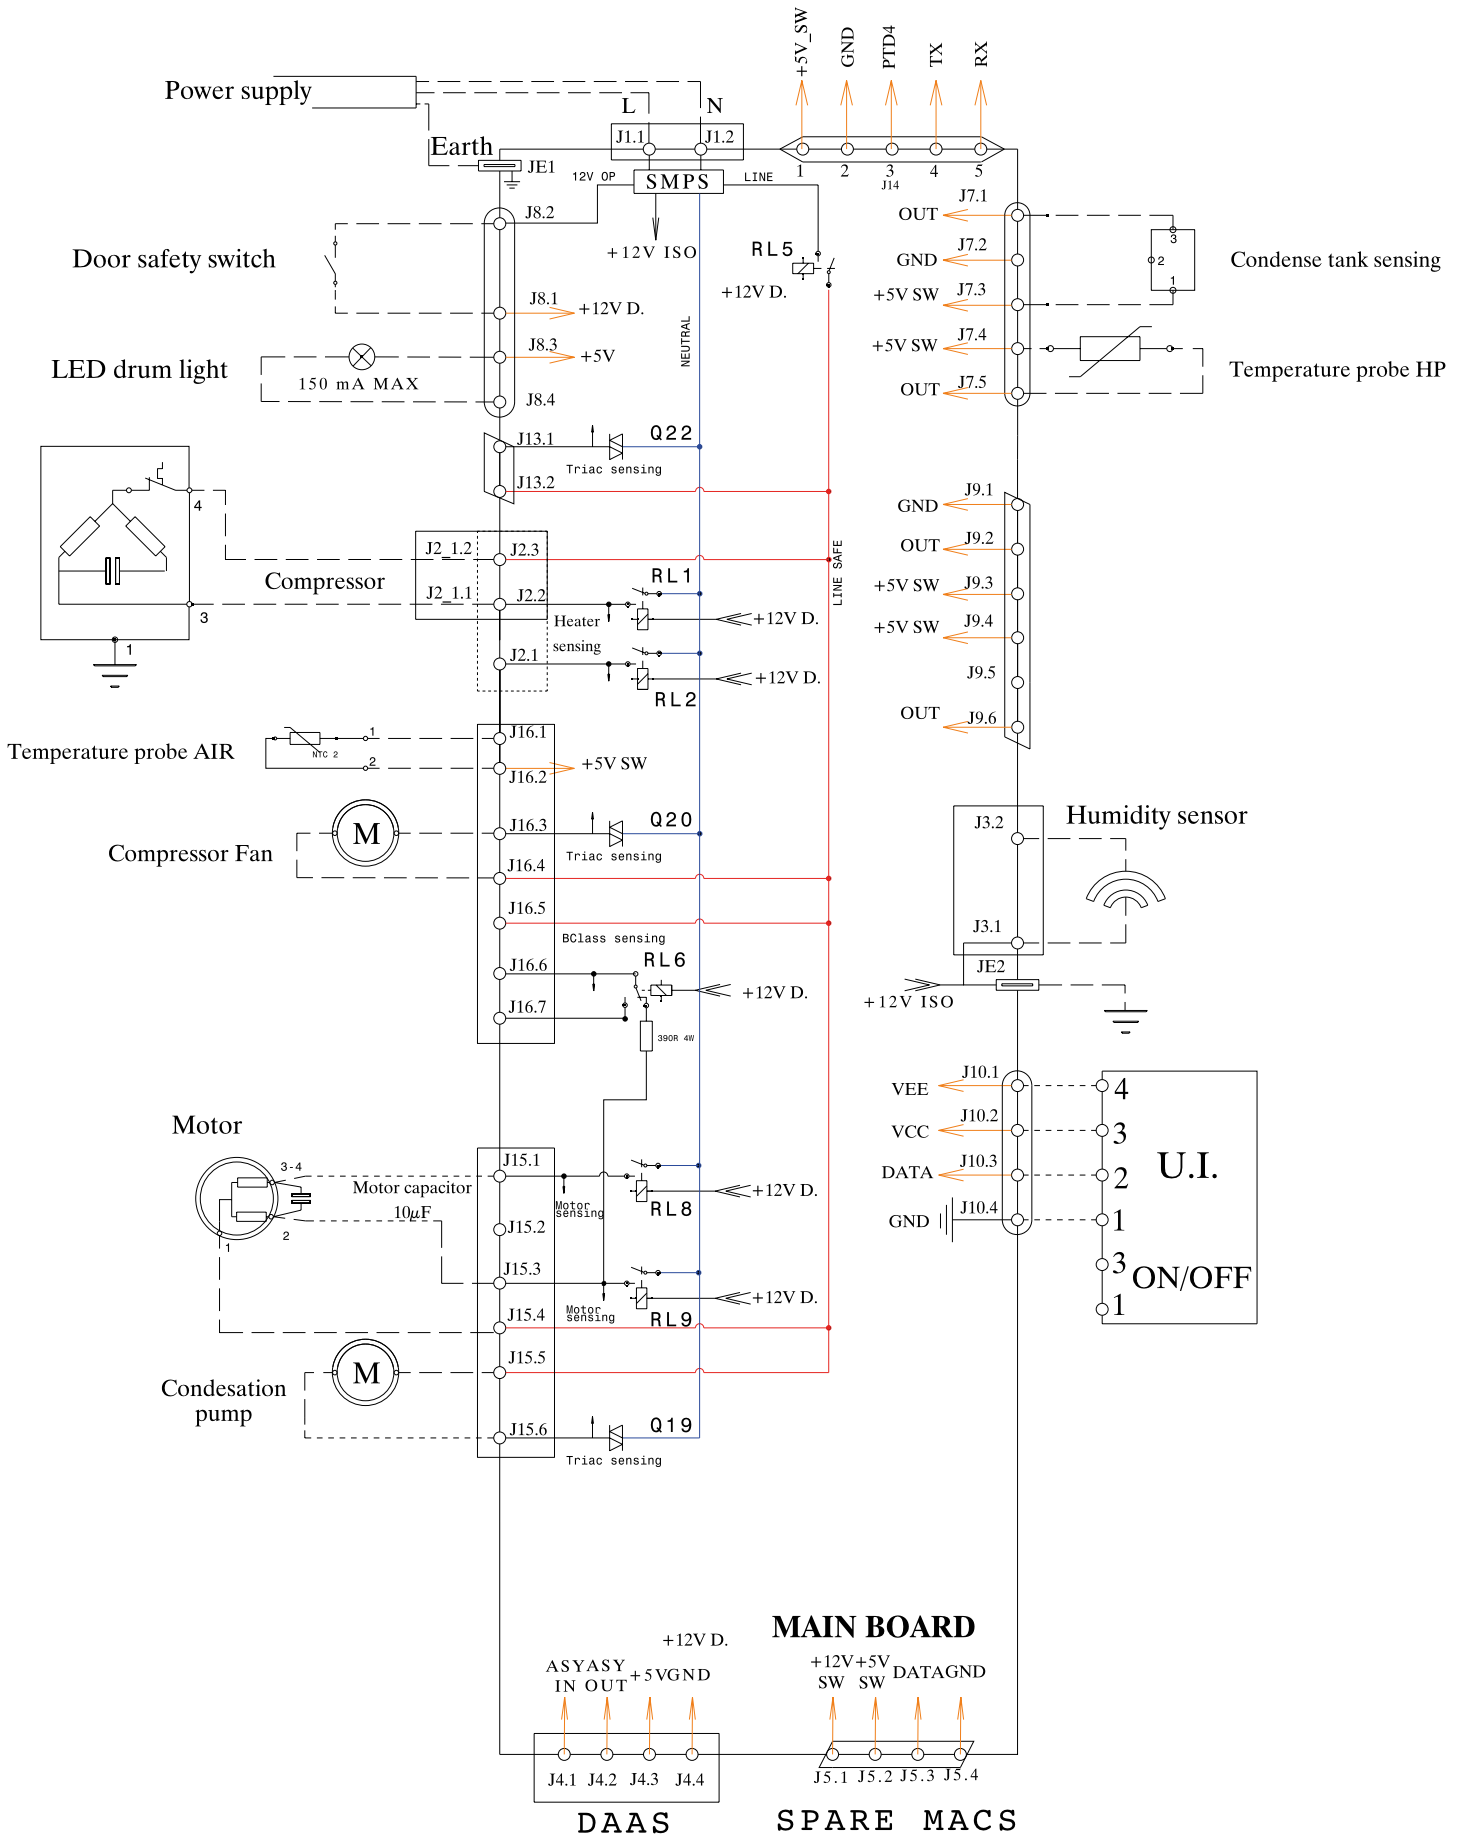 +5V_SW
GND
PTD4
TX
RX
Power supply
L
N
J1.1
J1.2
Earth
JE1
1
2
3
4
5
J14
12V OP
SMPS
LINE
J7.1
OUT
J8.2
+12V ISO
RL5
3
2
1
Door safety switch
J7.2
GND
Condense tank sensing
J8.1
+12V D.
+12V D.
J7.3
+5V SW
NEUTRAL
J8.3
+5V
J7.4
+5V SW
LED drum light
150 mA MAX
Temperature probe HP
J8.4
J7.5
OUT
J13.1
Q22
Triac sensing
J13.2
4
J9.1
GND
J2_1.2
J2.3
J9.2
OUT
LINE SAFE
Compressor
RL1
J2_1.1
J2.2
J9.3
+5V SW
3
Heater
sensing
+12V D.
J9.4
+5V SW
1
J2.1
RL2
+12V D.
J9.5
J9.6
OUT
Temperature probe AIR
NTC 2
1
2
J16.1
J16.2
+5V SW
Compressor Fan
M
J16.3
Q20
Triac sensing
J3.2
Humidity sensor
J16.4
J16.5
BClass sensing
J3.1
J16.6
RL6
+12V D.
JE2
+12V ISO
J16.7
390R 4W
J10.1
VEE
4
J10.2
VCC
3
Motor
J15.1
J10.3
DATA
2
U.I.
3-4
Motor capacitor
10µF
Motor
sensing
RL8
+12V D.
J10.4
GND
1
1
2
J15.2
J15.3
3
ON/OFF
1
Motor
sensing
RL9
+12V D.
J15.4
J15.5
M
Condesation
pump
J15.6
Q19
Triac sensing
MAIN BOARD
+12V D.
ASY
IN
ASY
OUT
+5V
GND
+12V
SW
+5V
SW
DATA
GND
J4.1
J4.2
J4.3
J4.4
J5.1
J5.2
J5.3
J5.4
DAAS
SPARE MACS